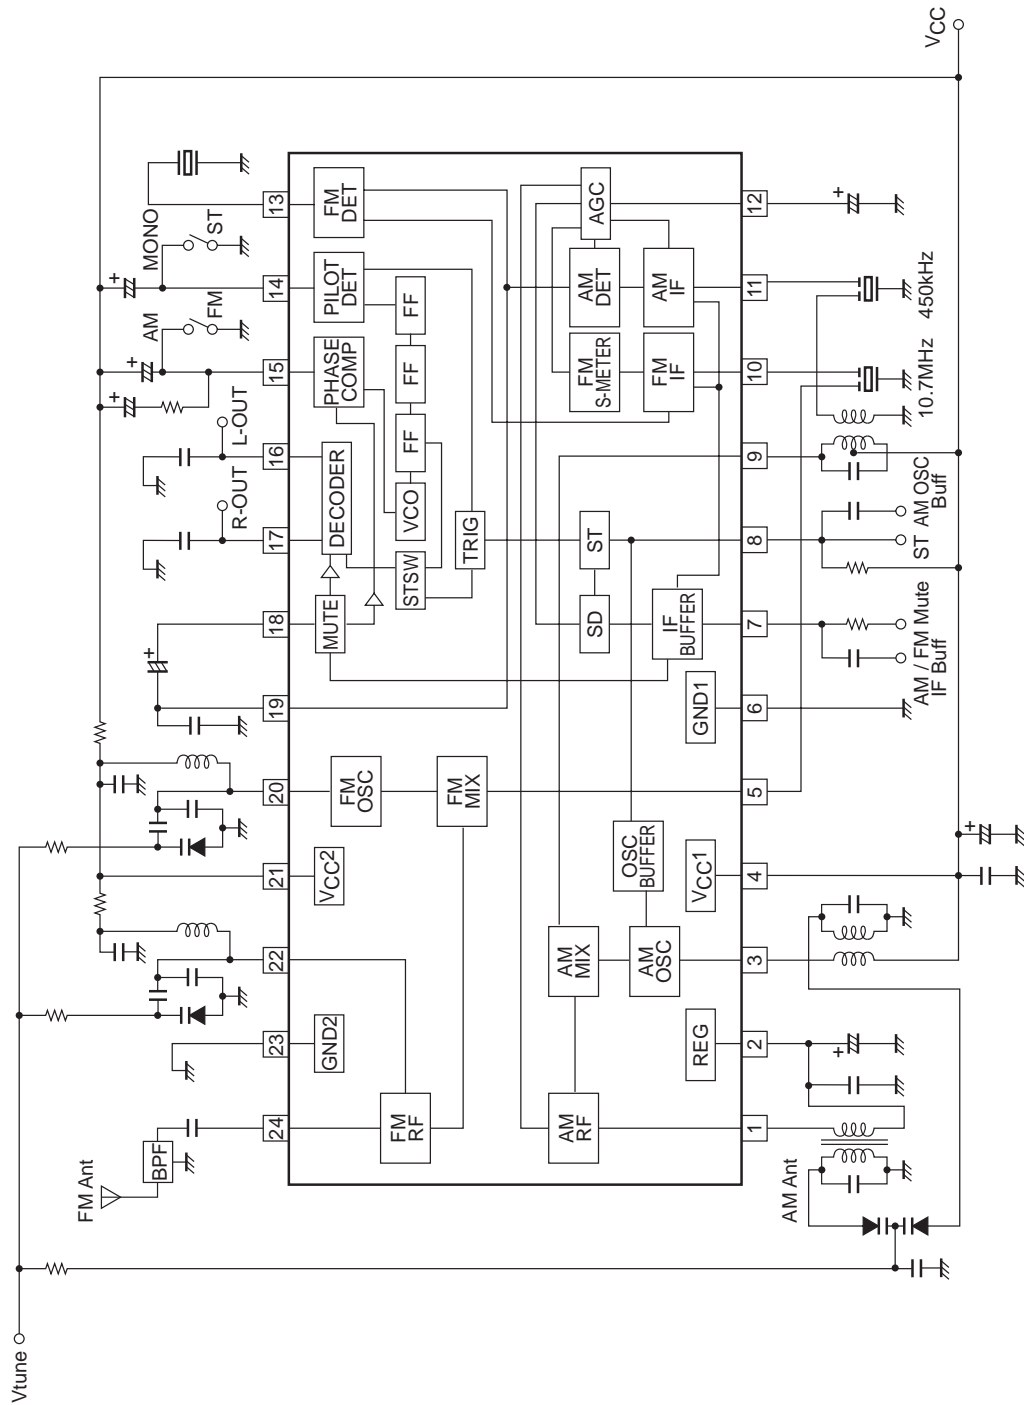 Vtune
FM Ant
BPF
R-OUT
L-OUT
AM
FM
MONO
ST
24
23
22
21
20
19
18
17
16
15
14
13
GND2
VCC2
FM
OSC
MUTE
DECODER
PHASE
COMP
PILOT
DET
FM
DET
FM
RF
FM
MIX
STSW
VCO
FF
FF
FF
TRIG
AM
RF
AM
MIX
AM
OSC
OSC
BUFFER
SD
ST
FM
S-METER
AM
DET
AGC
REG
VCC1
GND1
IF
BUFFER
FM
IF
AM
IF
1
2
3
4
5
6
7
8
9
10
11
12
AM Ant
AM / FM Mute
IF Buff
ST
AM OSC
Buff
10.7MHz
450kHz
VCC